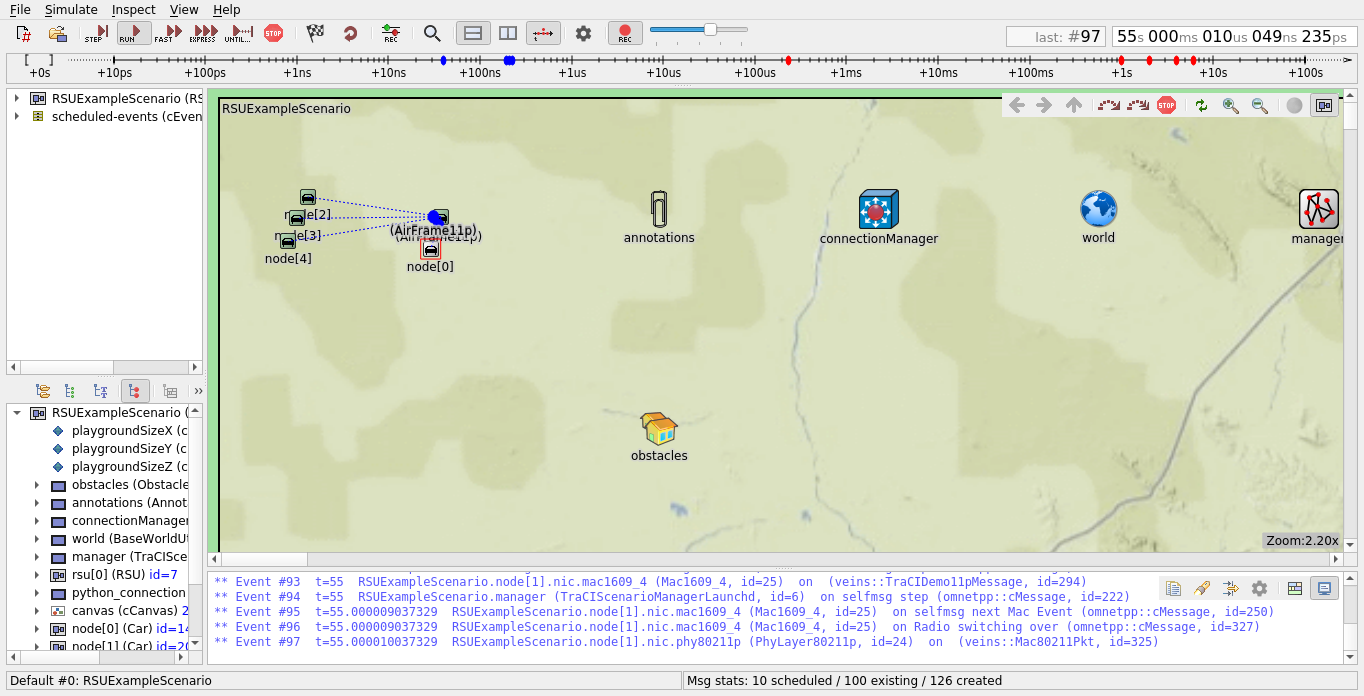 File Simulate Inspect View Help
STEP RUN FAST EXPRESS UNTIL... STOP REC REC last: #97 55s 000ms 010us 049ns 235ps
+0s +10ps +100ps +1ns +10ns +100ns +1us +10us +100us +1ms +10ms +100ms +1s +10s +100s
RSUExampleScenario (RS
scheduled-events (cEven
RSUExampleScenario
STOP
node[2]
node[3]
node[4]
(AirFrame11p)
(AirFrame11p)
node[0]
annotations
connectionManager
world
manager
obstacles
Zoom:2.20x
RSUExampleScenario (
playgroundSizeX (c
playgroundSizeY (c
playgroundSizeZ (c
obstacles (Obstacle
annotations (Annot
connectionManager
world (BaseWorldUt
manager (TraCISce
rsu[0] (RSU) id=7
python_connection
canvas (cCanvas) 2
node[0] (Car) id=14
node[1] (Car) id=20
** Event #93 t=55 RSUExampleScenario.node[1].nic.mac1609_4 (Mac1609_4, id=25) on (veins::TraCIDemo11pMessage, id=294)
** Event #94 t=55 RSUExampleScenario.manager (TraCIScenarioManagerLaunchd, id=6) on selfmsg step (omnetpp::cMessage, id=222)
** Event #95 t=55.000009037329 RSUExampleScenario.node[1].nic.mac1609_4 (Mac1609_4, id=25) on selfmsg next Mac Event (omnetpp::cMessage, id=250)
** Event #96 t=55.000009037329 RSUExampleScenario.node[1].nic.mac1609_4 (Mac1609_4, id=25) on Radio switching over (omnetpp::cMessage, id=327)
** Event #97 t=55.000010037329 RSUExampleScenario.node[1].nic.phy80211p (PhyLayer80211p, id=24) on (veins::Mac80211Pkt, id=325)
Default #0: RSUExampleScenario
Msg stats: 10 scheduled / 100 existing / 126 created